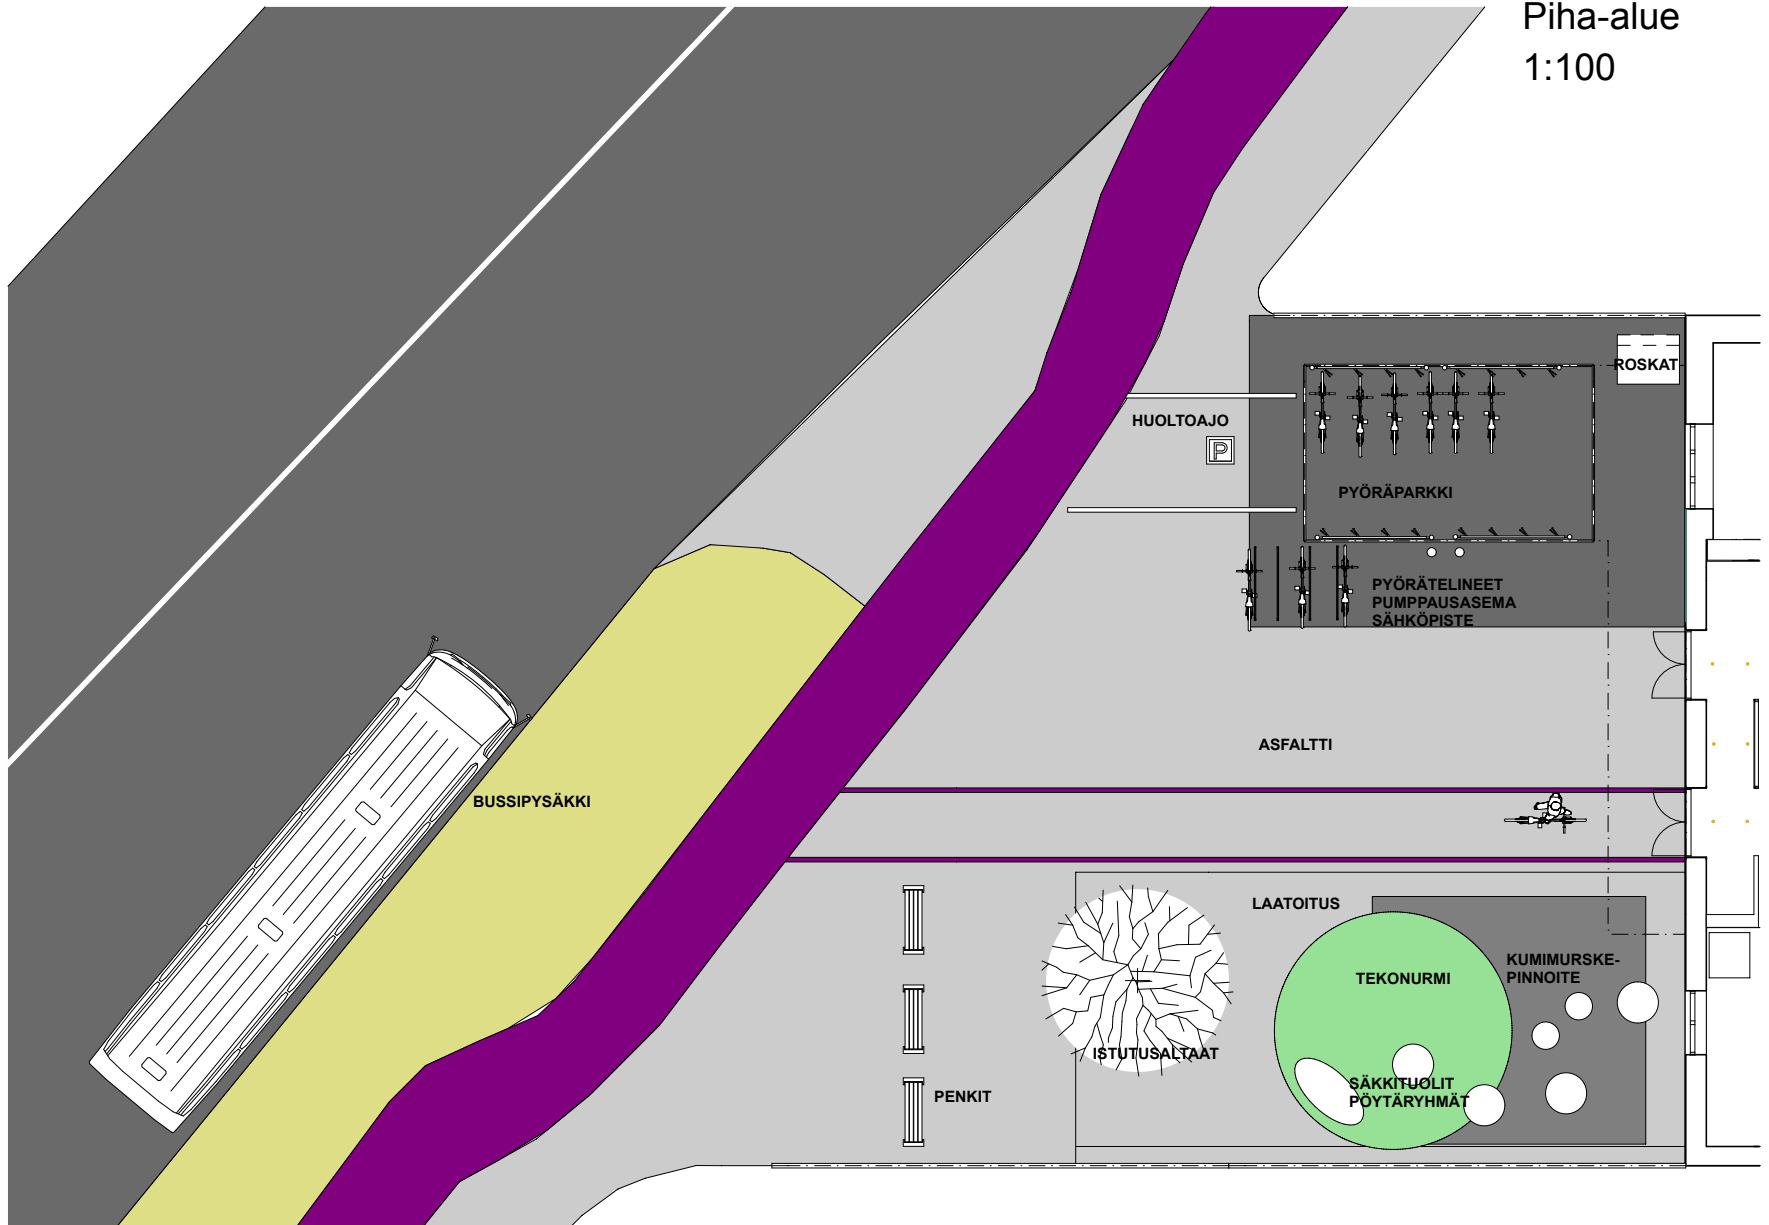 Piha-alue
1:100
ROSKAT
HUOLTOAJO
P
PYÖRÄPARKKI
PYÖRÄTELINEET
PUMPPAUSASEMA
SÄHKÖPISTE
ASFALTTI
BUSSIPYSÄKKI
LAATOITUS
KUMIMURSKE-
PINNOITE
TEKONURMI
ISTUTUSALTAAT
SÄKKITUOLIT
PÖYTÄRYHMÄT
PENKIT